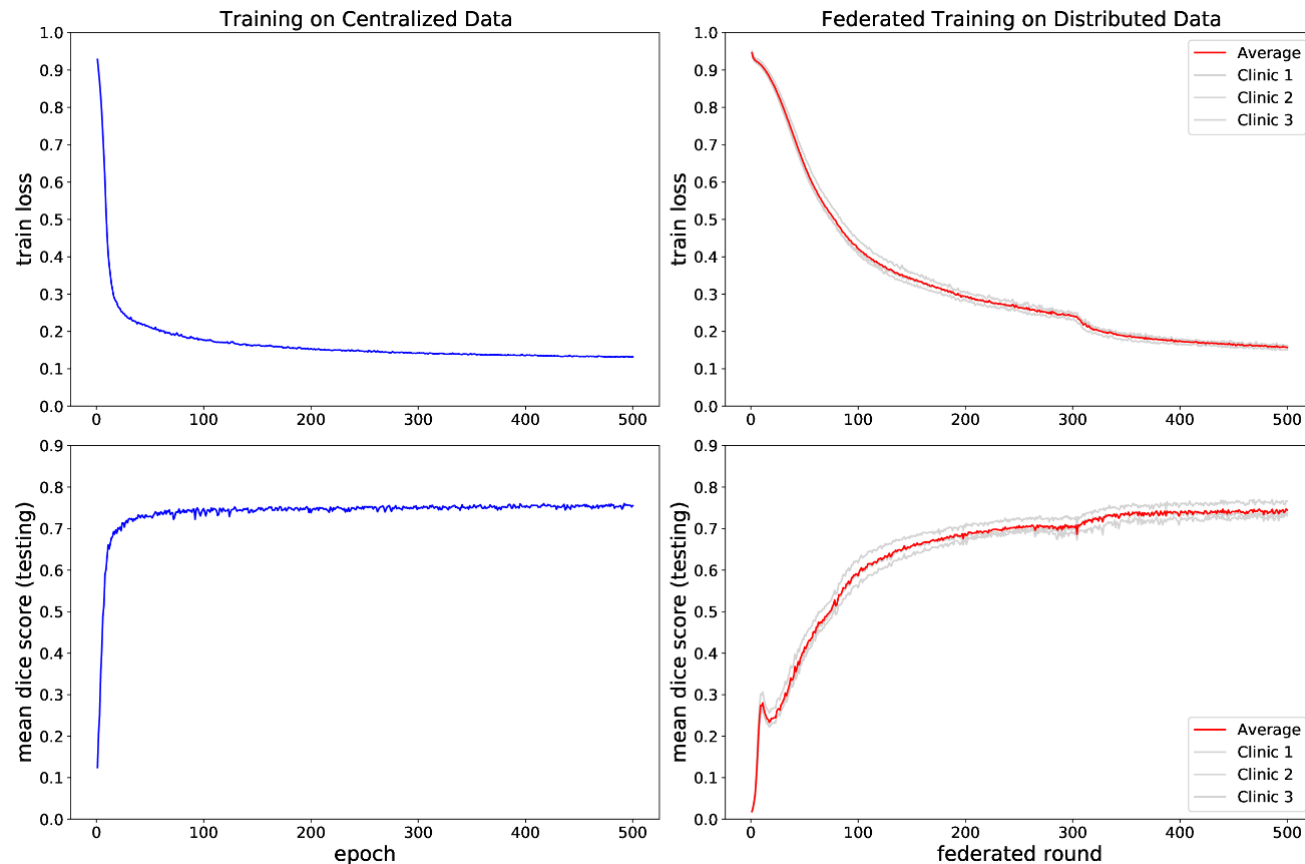 Training on Centralized Data
train loss
1.0
0.9
0.8
0.7
0.6
0.5
0.4
0.3
0.2
0.1
0.0
0 100 200 300 400 500
Federated Training on Distributed Data
train loss
1.0
0.9
0.8
0.7
0.6
0.5
0.4
0.3
0.2
0.1
0.0
0 100 200 300 400 500
Average
Clinic 1
Clinic 2
Clinic 3
mean dice score (testing)
0.9
0.8
0.7
0.6
0.5
0.4
0.3
0.2
0.1
0.0
0 100 200 300 400 500
epoch
mean dice score (testing)
0.9
0.8
0.7
0.6
0.5
0.4
0.3
0.2
0.1
0.0
0 100 200 300 400 500
federated round
Average
Clinic 1
Clinic 2
Clinic 3